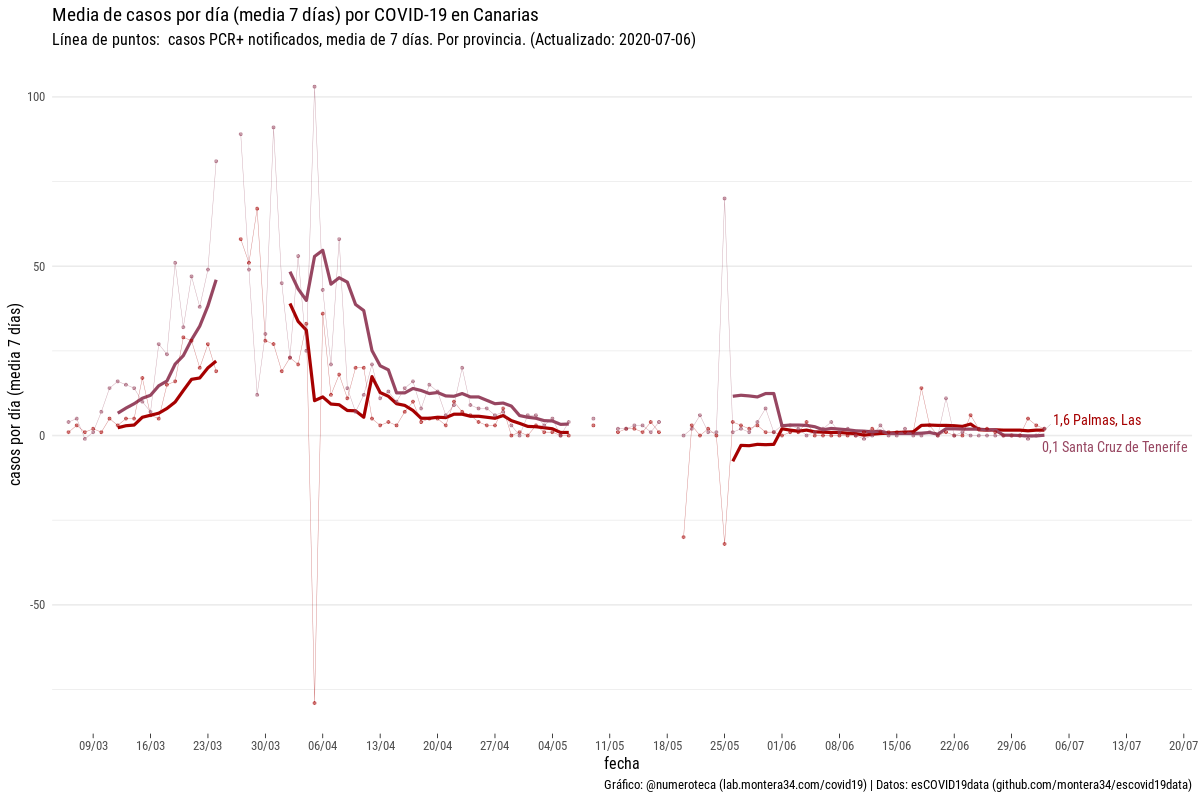 Media de casos por día (media 7 días) por COVID-19 en Canarias
Línea de puntos:  casos PCR+ notificados, media de 7 días. Por provincia. (Actualizado: 2020-07-06)
casos por día (media 7 días)
100
50
0
-50
1,6 Palmas, Las
0,1 Santa Cruz de Tenerife
09/03 16/03 23/03 30/03 06/04 13/04 20/04 27/04 04/05 11/05 18/05 25/05 01/06 08/06 15/06 22/06 29/06 06/07 13/07 20/07
fecha
Gráfico: @numeroteca (lab.montera34.com/covid19) | Datos: esCOVID19data (github.com/montera34/escovid19data)